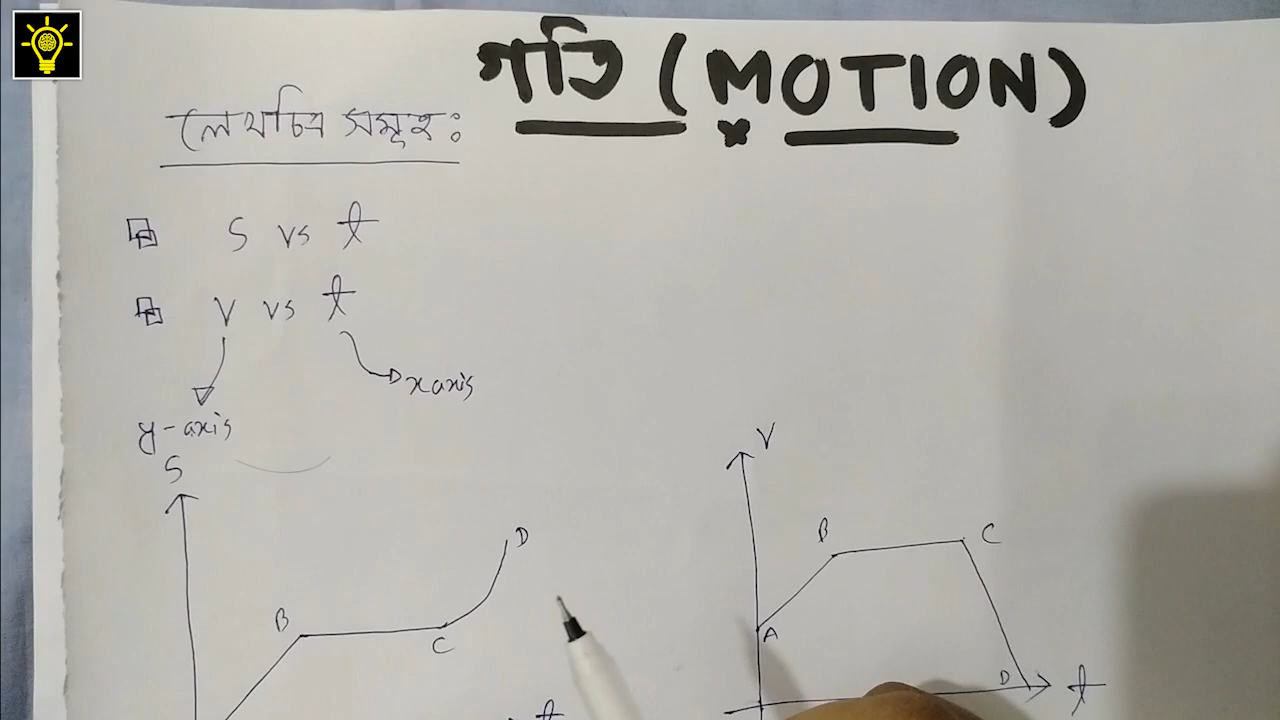 গতি (MOTION)
লেখচিত্র সমূহঃ
S vs t
V vs t
x axis
y-axis
S
V
B
C
D
B
C
A
D
t
t